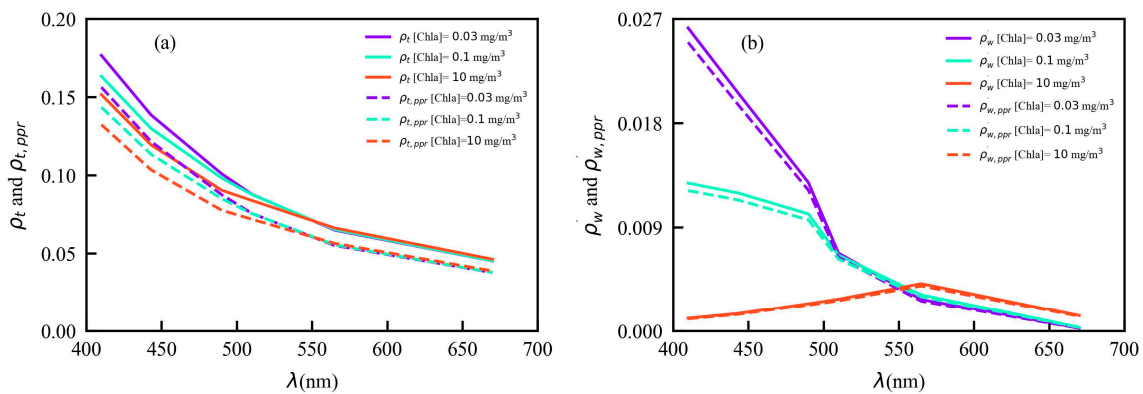 (a)
ρt [Chla]= 0.03 mg/m³
ρt [Chla]= 0.1 mg/m³
ρt [Chla]= 10 mg/m³
ρt,ppr [Chla]=0.03 mg/m³
ρt,ppr [Chla]=0.1 mg/m³
ρt,ppr [Chla]=10 mg/m³
0.20
0.15
0.10
0.05
0.00
ρt and ρt,ppr
400 450 500 550 600 650 700
λ(nm)
(b)
ρ'w [Chla]= 0.03 mg/m³
ρ'w [Chla]= 0.1 mg/m³
ρ'w [Chla]= 10 mg/m³
ρ'w,ppr [Chla]= 0.03 mg/m³
ρ'w,ppr [Chla]= 0.1 mg/m³
ρ'w,ppr [Chla]= 10 mg/m³
0.027
0.018
0.009
0.000
ρ'w and ρ'w,ppr
400 450 500 550 600 650 700
λ(nm)